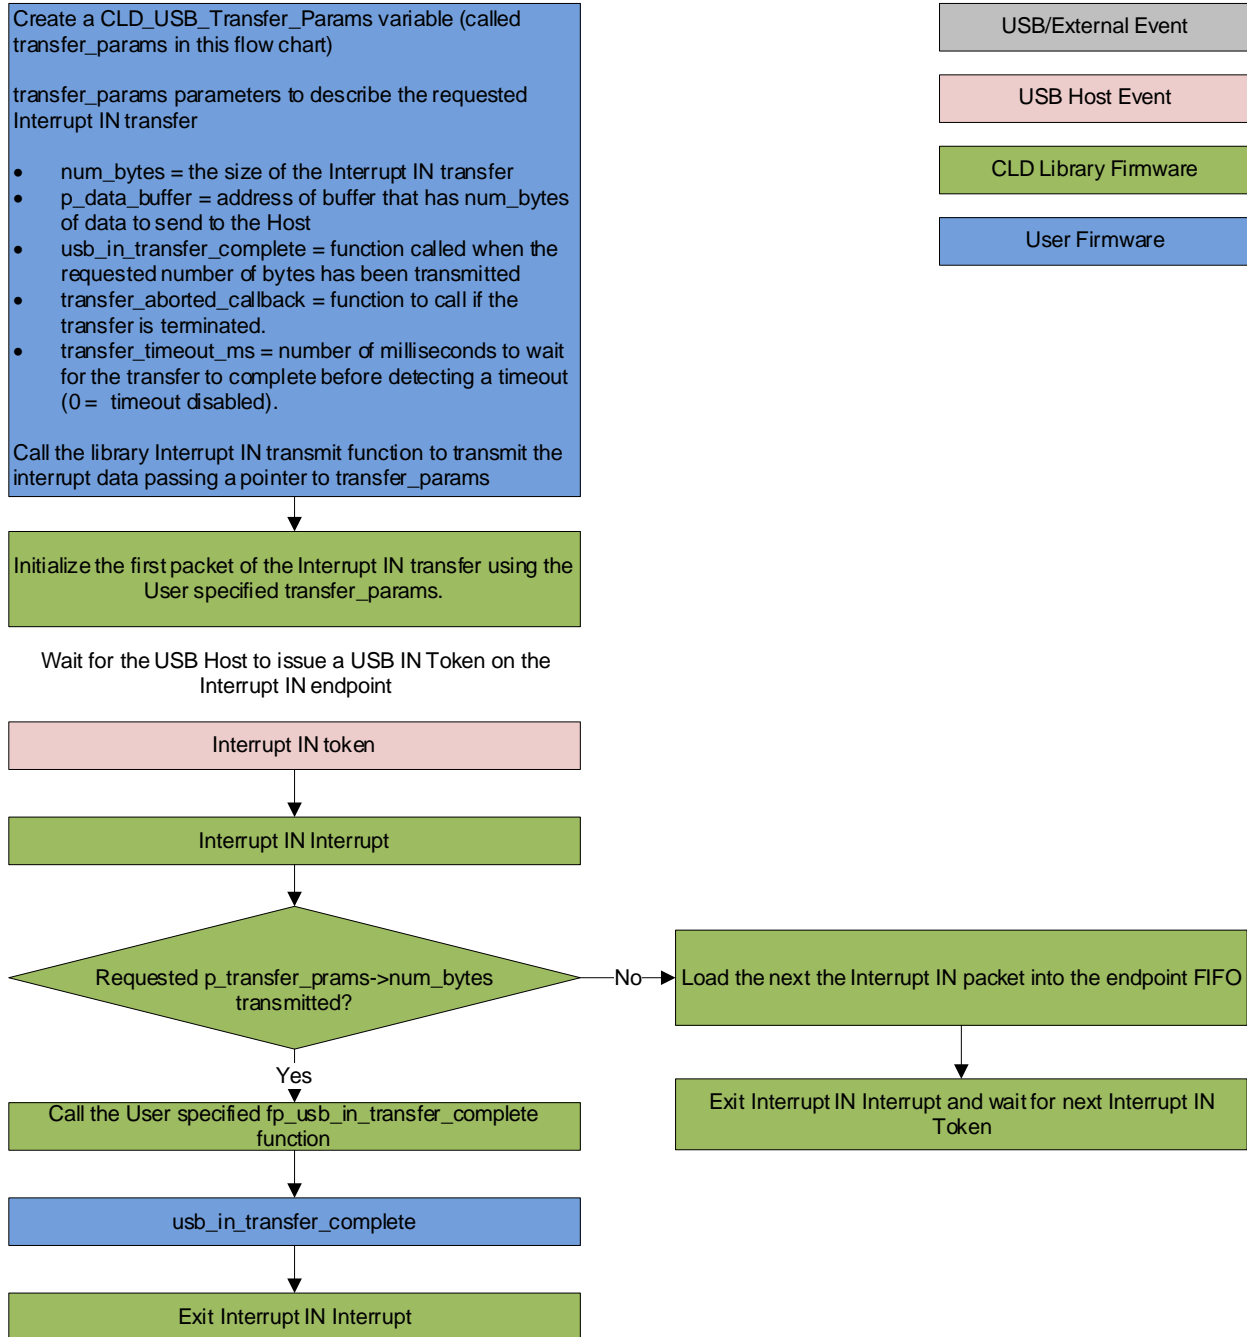 Create a CLD_USB_Transfer_Params variable (called
transfer_params in this flow chart)
transfer_params parameters to describe the requested
Interrupt IN transfer
• num_bytes = the size of the Interrupt IN transfer
• p_data_buffer = address of buffer that has num_bytes
of data to send to the Host
• usb_in_transfer_complete = function called when the
requested number of bytes has been transmitted
• transfer_aborted_callback = function to call if the
transfer is terminated.
• transfer_timeout_ms = number of milliseconds to wait
for the transfer to complete before detecting a timeout
(0 = timeout disabled).
Call the library Interrupt IN transmit function to transmit the
interrupt data passing a pointer to transfer_params
USB/External Event
USB Host Event
CLD Library Firmware
User Firmware
Initialize the first packet of the Interrupt IN transfer using the
User specified transfer_params.
Wait for the USB Host to issue a USB IN Token on the
Interrupt IN endpoint
Interrupt IN token
Interrupt IN Interrupt
Requested p_transfer_prams->num_bytes
transmitted?
No
Load the next the Interrupt IN packet into the endpoint FIFO
Exit Interrupt IN Interrupt and wait for next Interrupt IN
Token
Yes
Call the User specified fp_usb_in_transfer_complete
function
usb_in_transfer_complete
Exit Interrupt IN Interrupt